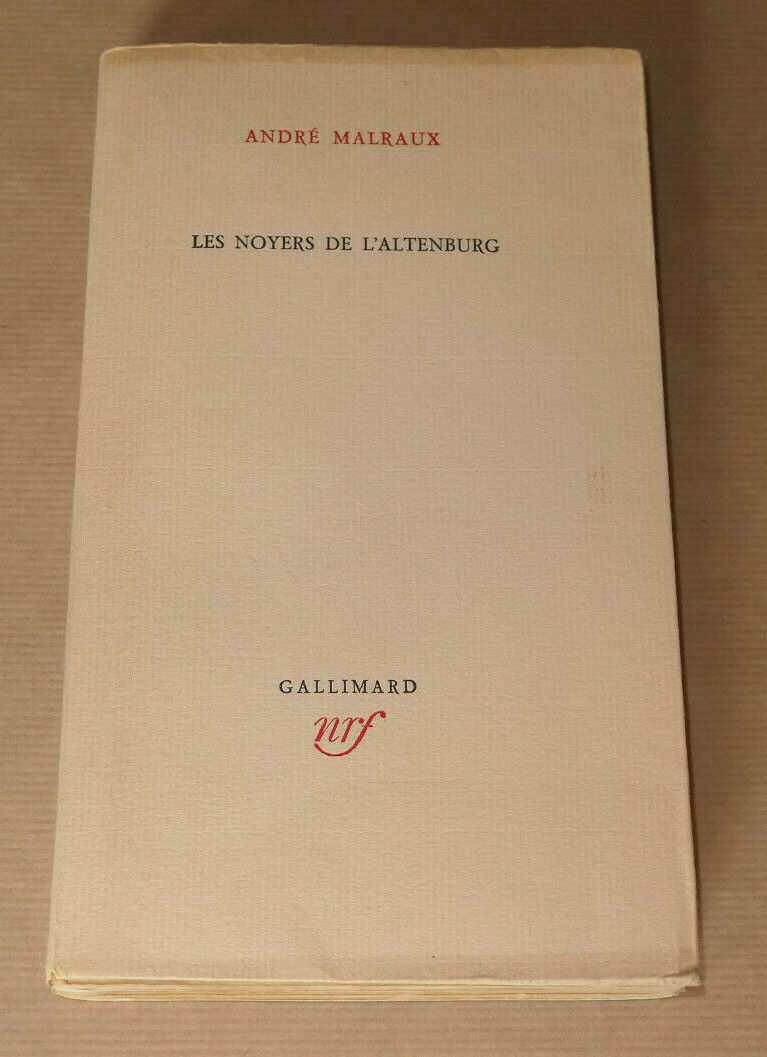 ANDRÉ MALRAUX
LES NOYERS DE L'ALTENBURG
GALLIMARD
nrf